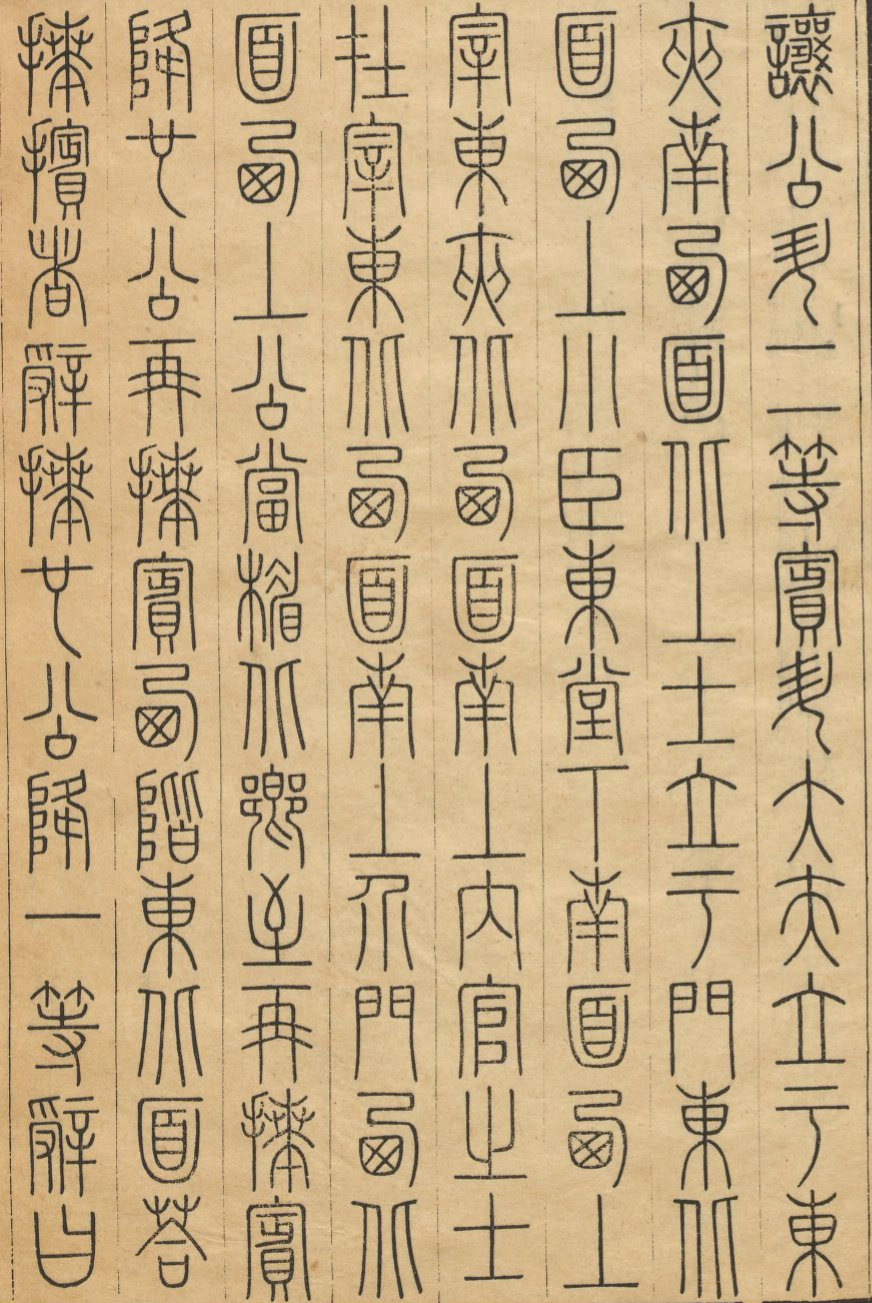 讓公升二等賓升大夫立于東
夾南西面北上士立于門東北
面西上小臣東堂下南面西上
宰東夾北西面南上內官之士
在宰東北西面南上介門西北
面西上公當楣北鄉至再拜賓
降也公再拜賓西階東北面答
拜擯者辭拜也公降一等辭曰